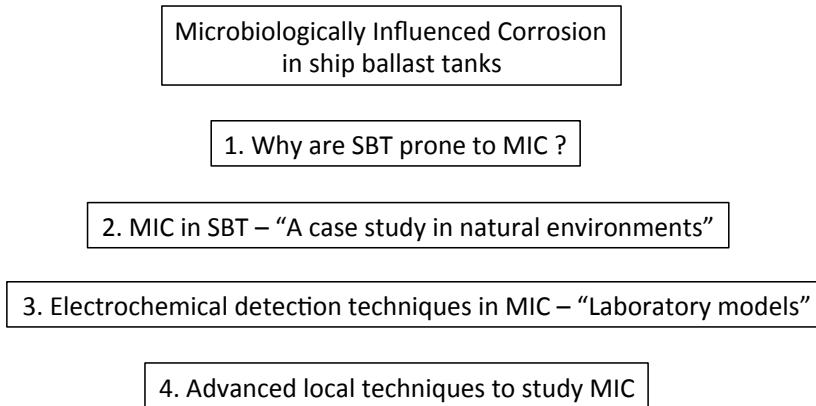 Microbiologically Influenced Corrosion
in ship ballast tanks
1. Why are SBT prone to MIC ?
2. MIC in SBT – “A case study in natural environments”
3. Electrochemical detection techniques in MIC – “Laboratory models”
4. Advanced local techniques to study MIC